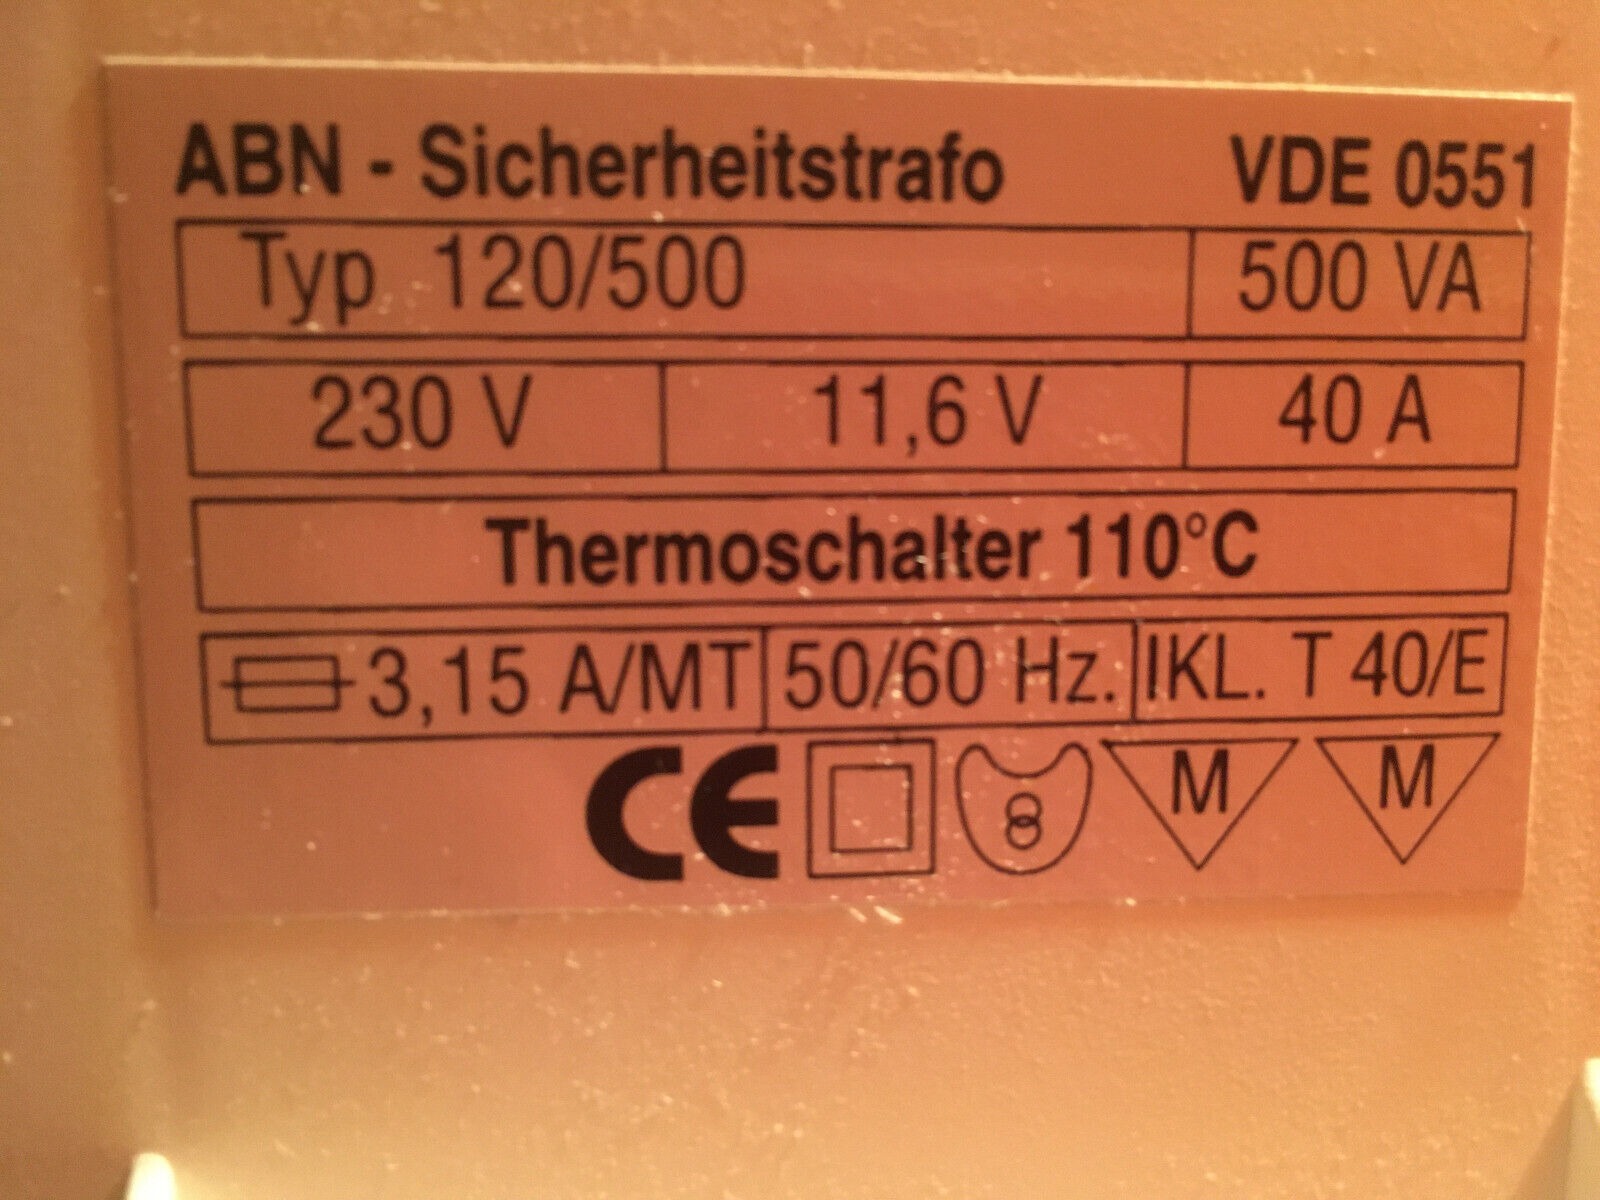 ABN - Sicherheitstrafo VDE 0551
Typ 120/500 500 VA
230 V 11,6 V 40 A
Thermoschalter 110°C
3,15 A/MT 50/60 Hz. IKL. T 40/E
CE 8 M M